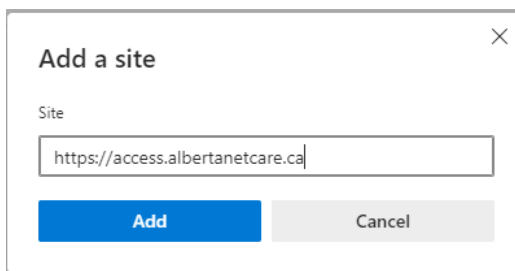 Add a site
Site
https://access.albertanetcare.ca
Add
Cancel